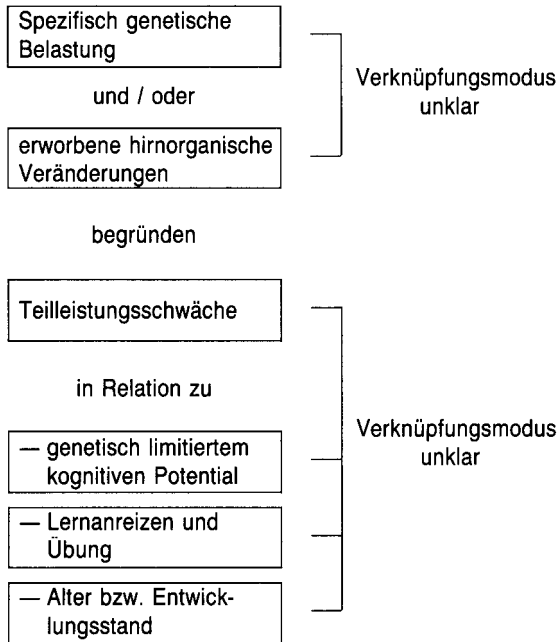 Spezifisch genetische
Belastung
und / oder
erworbene hirnorganische
Veränderungen
Verknüpfungsmodus
unklar
begründen
Teilleistungsschwäche
in Relation zu
— genetisch limitiertem
kognitiven Potential
— Lernanreizen und
Übung
— Alter bzw. Entwick-
lungsstand
Verknüpfungsmodus
unklar